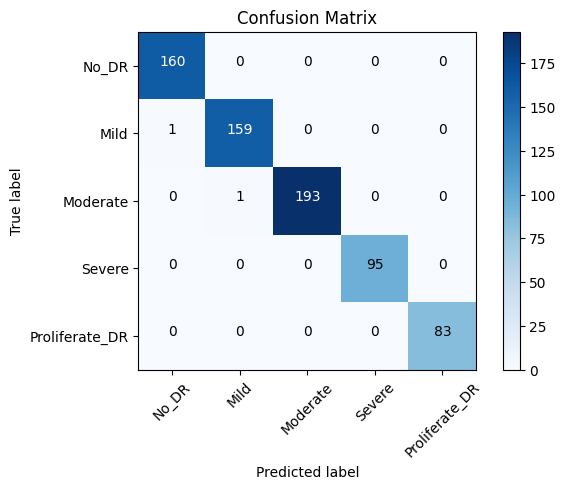 Confusion Matrix
No_DR 160 0 0 0 0
Mild 1 159 0 0 0
Moderate 0 1 193 0 0
Severe 0 0 0 95 0
Proliferate_DR 0 0 0 0 83
No_DR Mild Moderate Severe Proliferate_DR
Predicted label
True label
175
150
125
100
75
50
25
0